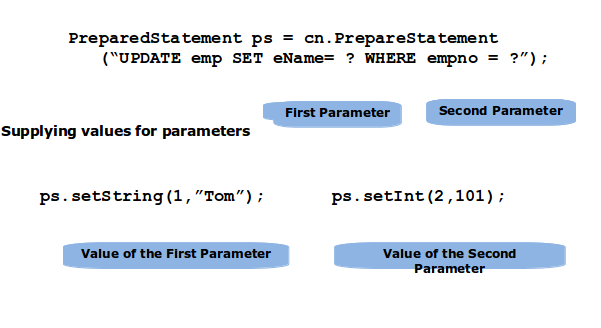 PreparedStatement ps = cn.PrepareStatement
(“UPDATE emp SET eName= ? WHERE empno = ?”);
First Parameter
Second Parameter
Supplying values for parameters
ps.setString(1,”Tom”);
ps.setInt(2,101);
Value of the First Parameter
Value of the Second
Parameter